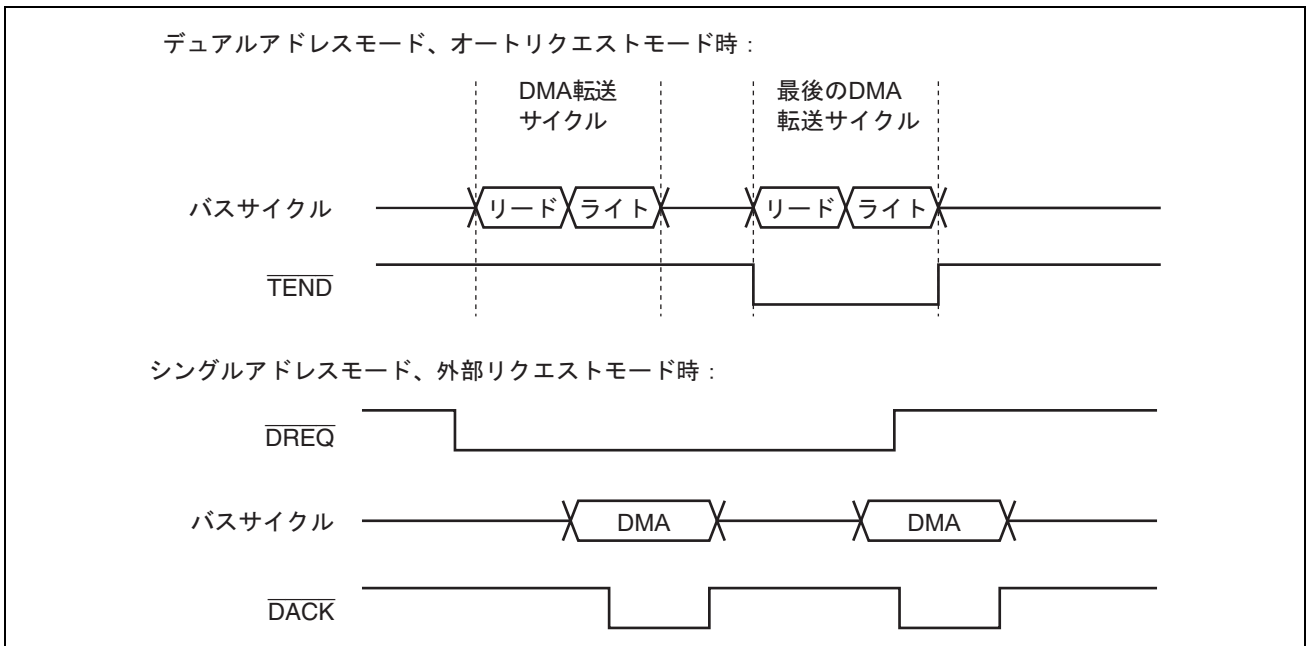 デュアルアドレスモード、オートリクエストモード時：
DMA転送
サイクル
最後のDMA
転送サイクル
バスサイクル
リード
ライト
リード
ライト
TEND
シングルアドレスモード、外部リクエストモード時：
DREQ
バスサイクル
DMA
DMA
DACK